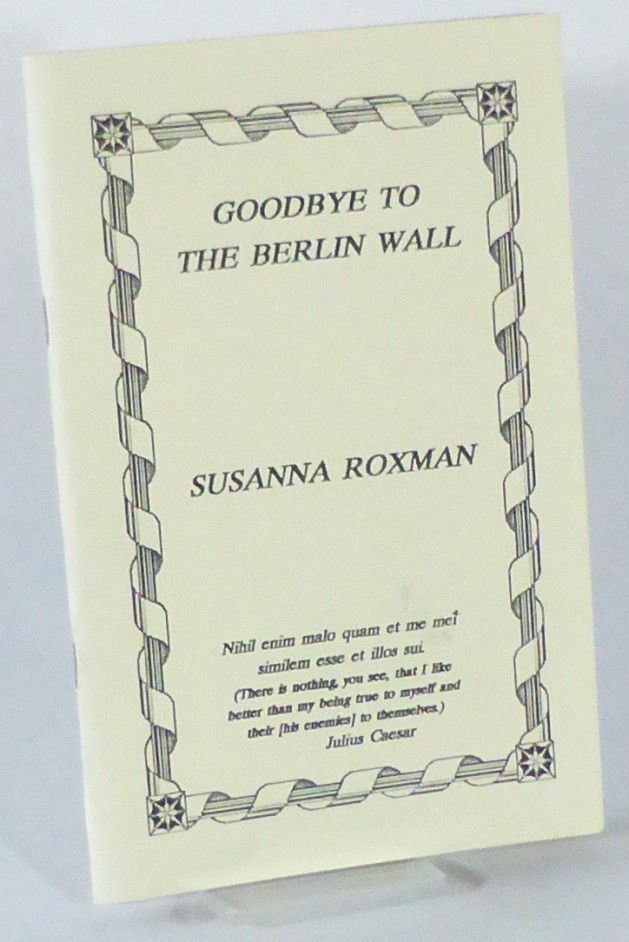 GOODBYE TO
THE BERLIN WALL
SUSANNA ROXMAN
Nihil enim malo quam et me mei
similem esse et illos sui.
(There is nothing, you see, that I like
better than my being true to myself and
their [his enemies] to themselves.)
Julius Caesar